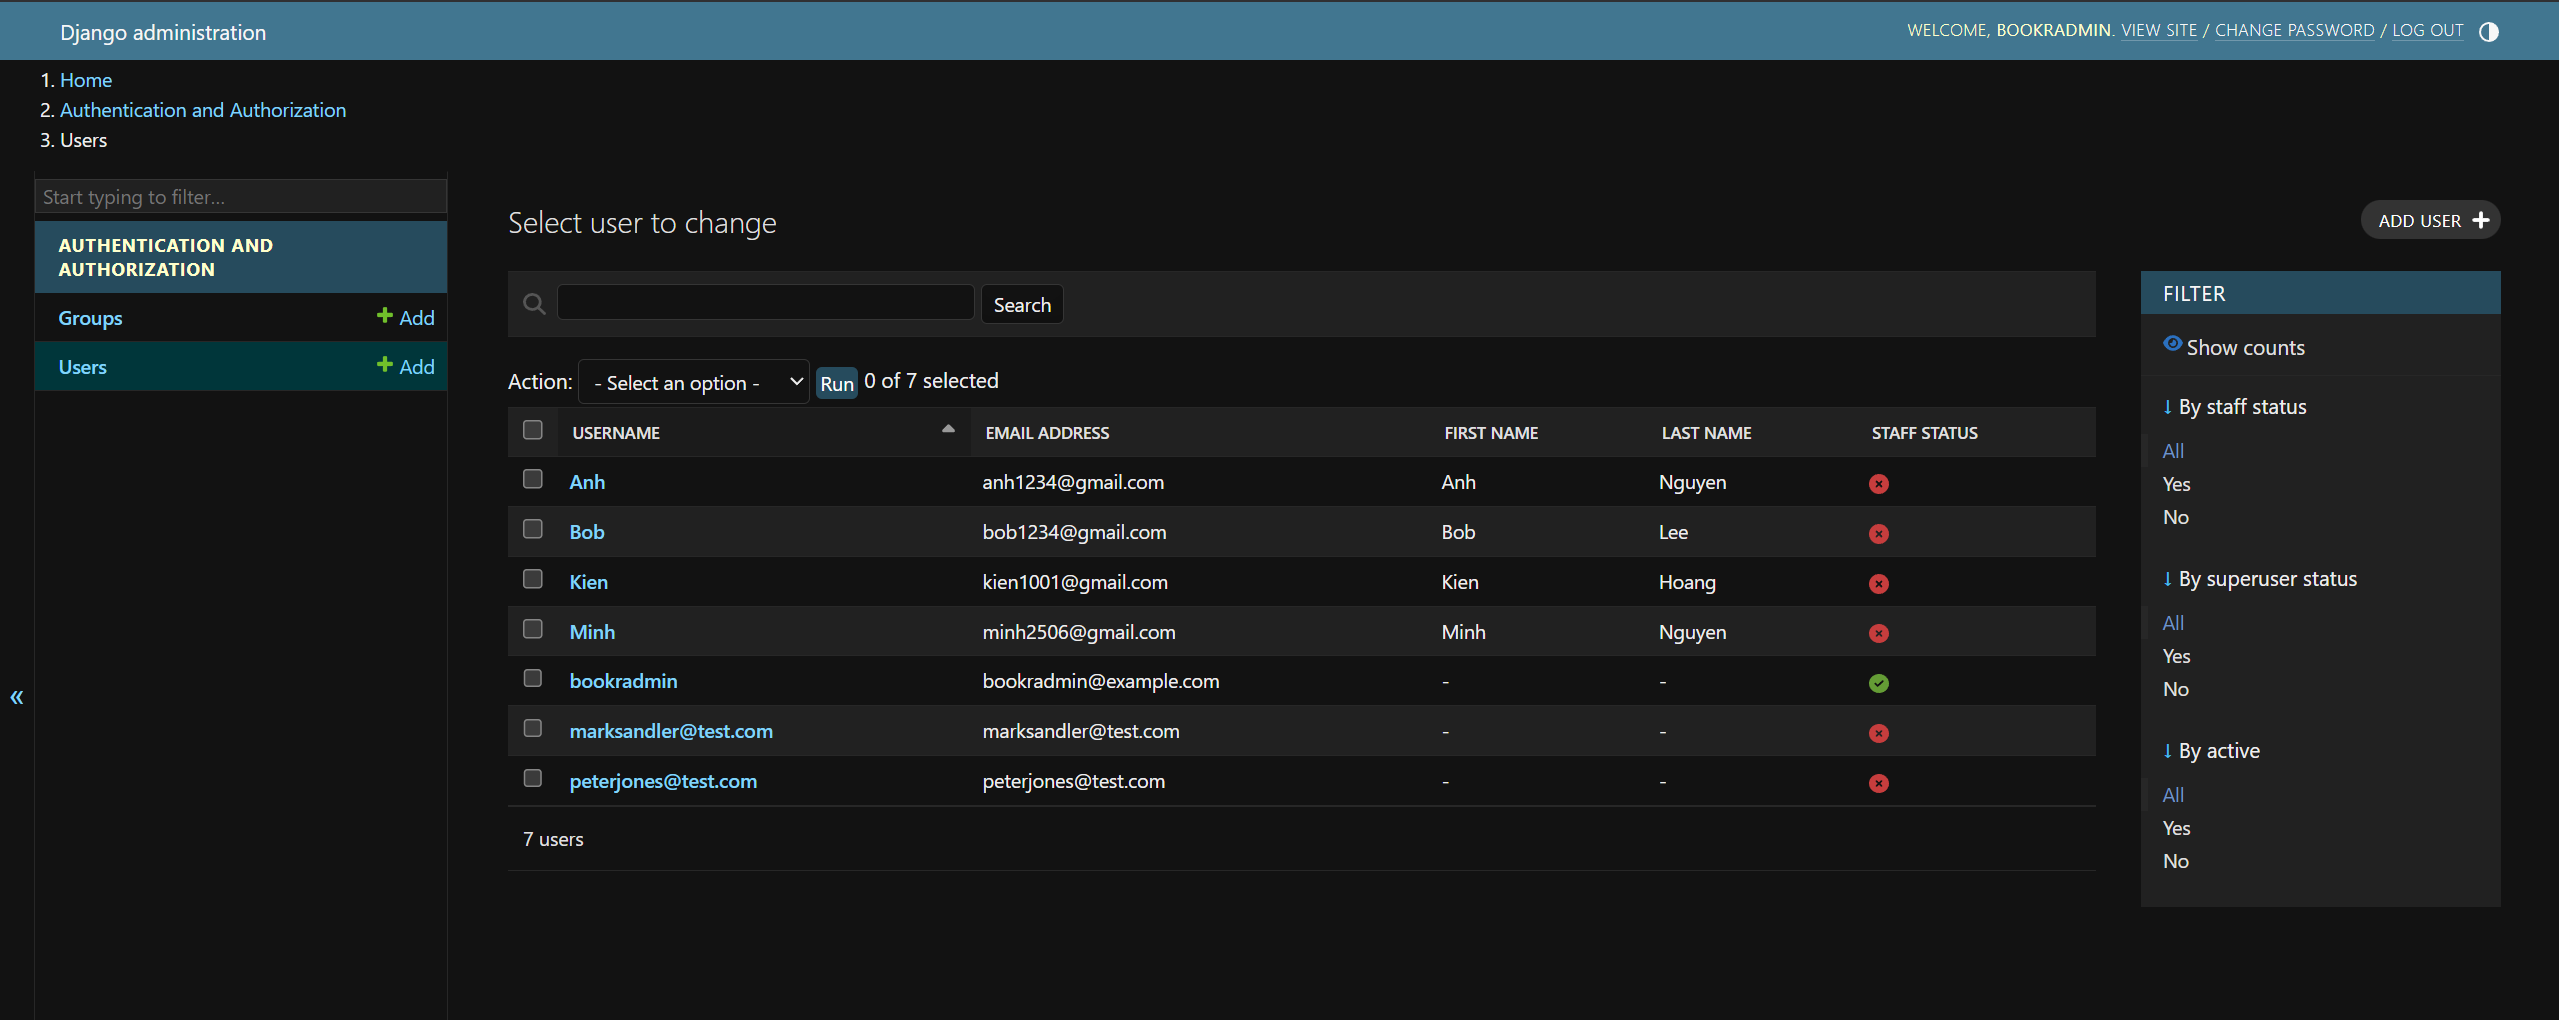 Django administration
WELCOME, BOOKRADMIN. VIEW SITE / CHANGE PASSWORD / LOG OUT
1. Home
2. Authentication and Authorization
3. Users
Start typing to filter...
AUTHENTICATION AND
AUTHORIZATION
Groups + Add
Users + Add
«
Select user to change
ADD USER +
Search
Action: - Select an option - Run 0 of 7 selected
USERNAME EMAIL ADDRESS FIRST NAME LAST NAME STAFF STATUS
Anh anh1234@gmail.com Anh Nguyen
Bob bob1234@gmail.com Bob Lee
Kien kien1001@gmail.com Kien Hoang
Minh minh2506@gmail.com Minh Nguyen
bookradmin bookradmin@example.com - -
marksandler@test.com marksandler@test.com - -
peterjones@test.com peterjones@test.com - -
7 users
FILTER
Show counts
↓ By staff status
All
Yes
No
↓ By superuser status
All
Yes
No
↓ By active
All
Yes
No